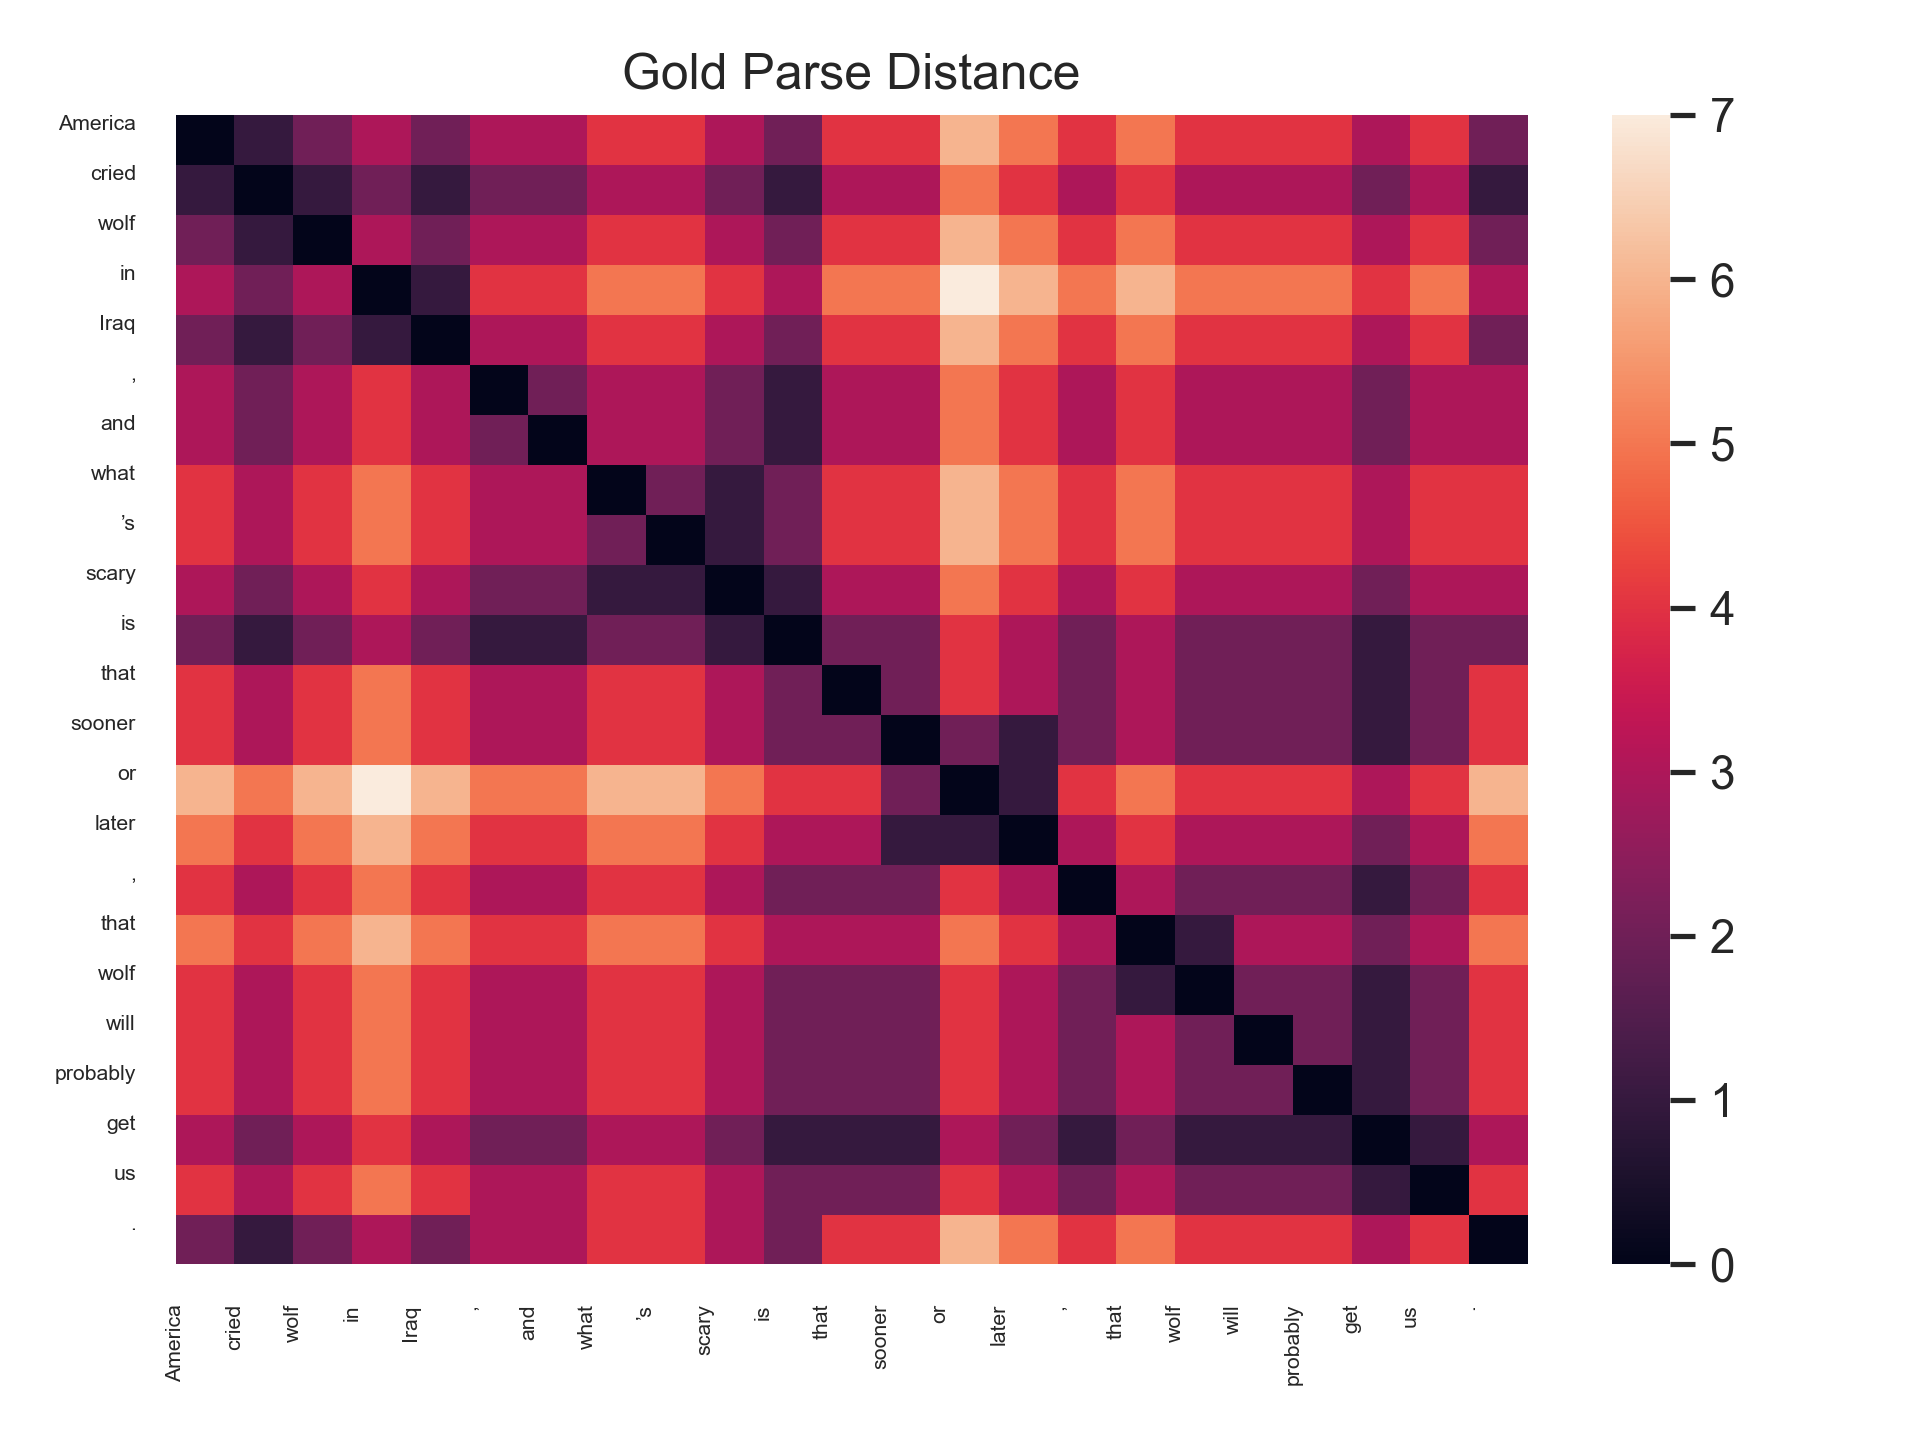 Gold Parse Distance
America
cried
wolf
in
Iraq
,
and
what
’s
scary
is
that
sooner
or
later
,
that
wolf
will
probably
get
us
.
7
6
5
4
3
2
1
0
America cried wolf in Iraq , and what ’s scary is that sooner or later , that wolf will probably get us .